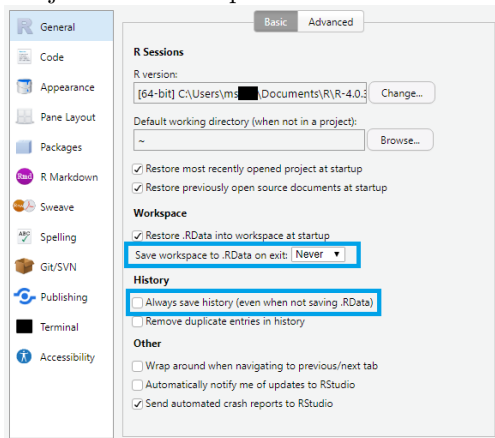 Basic Advanced
General
Code
Appearance
Pane Layout
Packages
R Markdown
Sweave
Spelling
Git/SVN
Publishing
Terminal
Accessibility
R Sessions
R version:
[64-bit] C:\Users\ms \Documents\R\R-4.0.3 Change...
Default working directory (when not in a project):
~ Browse...
Restore most recently opened project at startup
Restore previously open source documents at startup
Workspace
Restore .RData into workspace at startup
Save workspace to .RData on exit: Never
History
Always save history (even when not saving .RData)
Remove duplicate entries in history
Other
Wrap around when navigating to previous/next tab
Automatically notify me of updates to RStudio
Send automated crash reports to RStudio